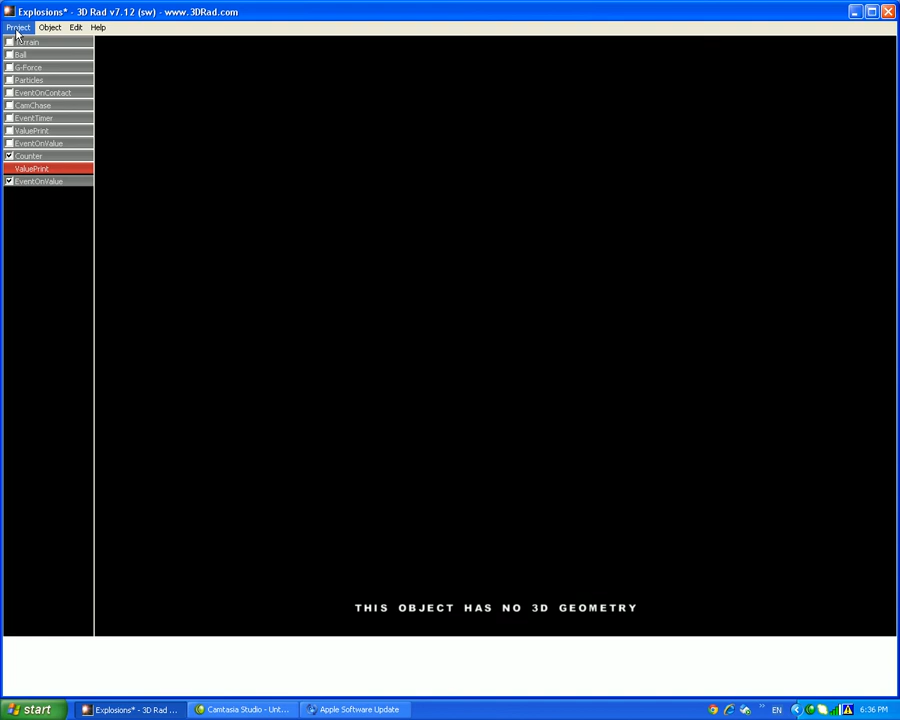 Explosions* - 3D Rad v7.12 (sw) - www.3DRad.com
Project Object Edit Help
Terrain
Ball
G-Force
Particles
EventOnContact
CamChase
EventTimer
ValuePrint
EventOnValue
Counter
ValuePrint
EventOnValue
THIS OBJECT HAS NO 3D GEOMETRY
start Explosions* - 3D Rad ... Camtasia Studio - Unt... Apple Software Update EN 6:36 PM